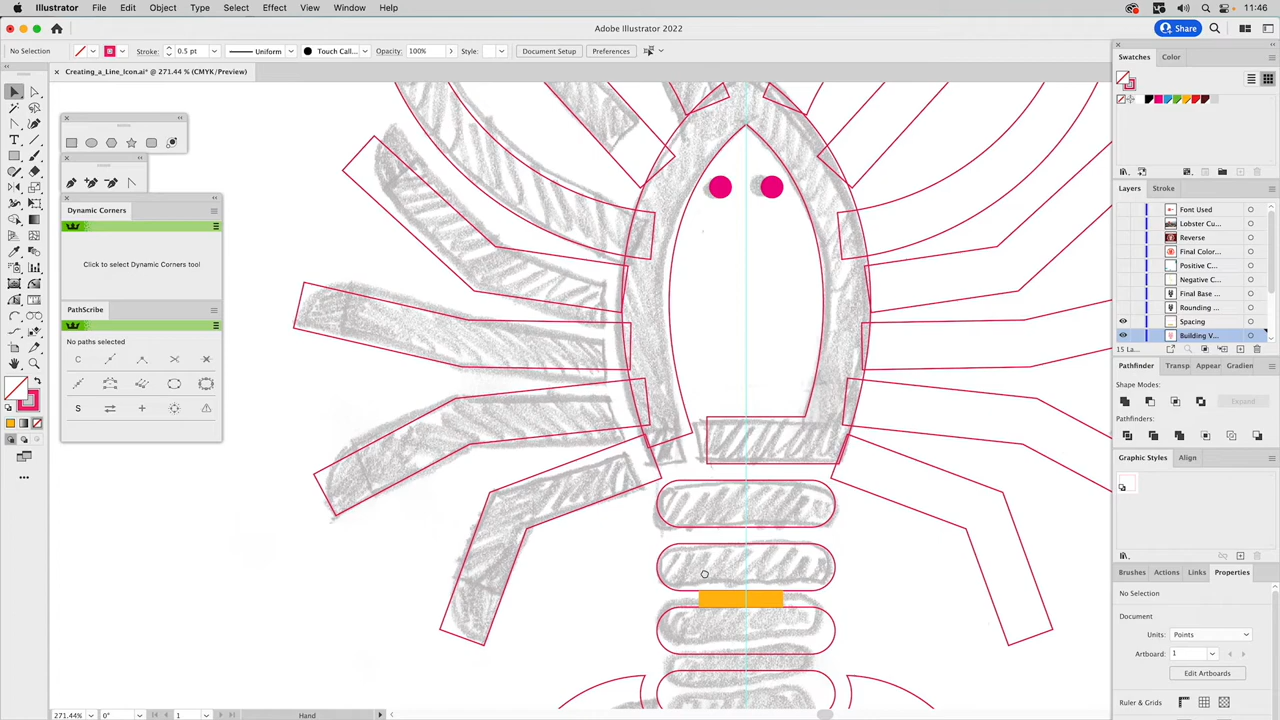 Illustrator File Edit Object Type Select Effect View Window Help 11:46
Adobe Illustrator 2022
Share
No Selection Stroke: 0.5 pt Uniform Touch Call... Opacity: 100% Style: Document Setup Preferences
Creating_a_Line_Icon.ai* @ 271.44 % (CMYK/Preview)
Swatches Color
Layers Stroke
Font Used
Lobster Cu...
Reverse
Final Color...
Positive C...
Negative C...
Final Base ...
Rounding ...
Spacing
Building V...
15 La...
Dynamic Corners
Click to select Dynamic Corners tool
PathScribe
No paths selected
C
S
Pathfinder Transp Appear Gradien
Shape Modes:
Expand
Pathfinders:
Graphic Styles Align
Brushes Actions Links Properties
No Selection
Document
Units: Points
Artboard: 1
Edit Artboards
Ruler & Grids
271.44% 0° 1 Hand